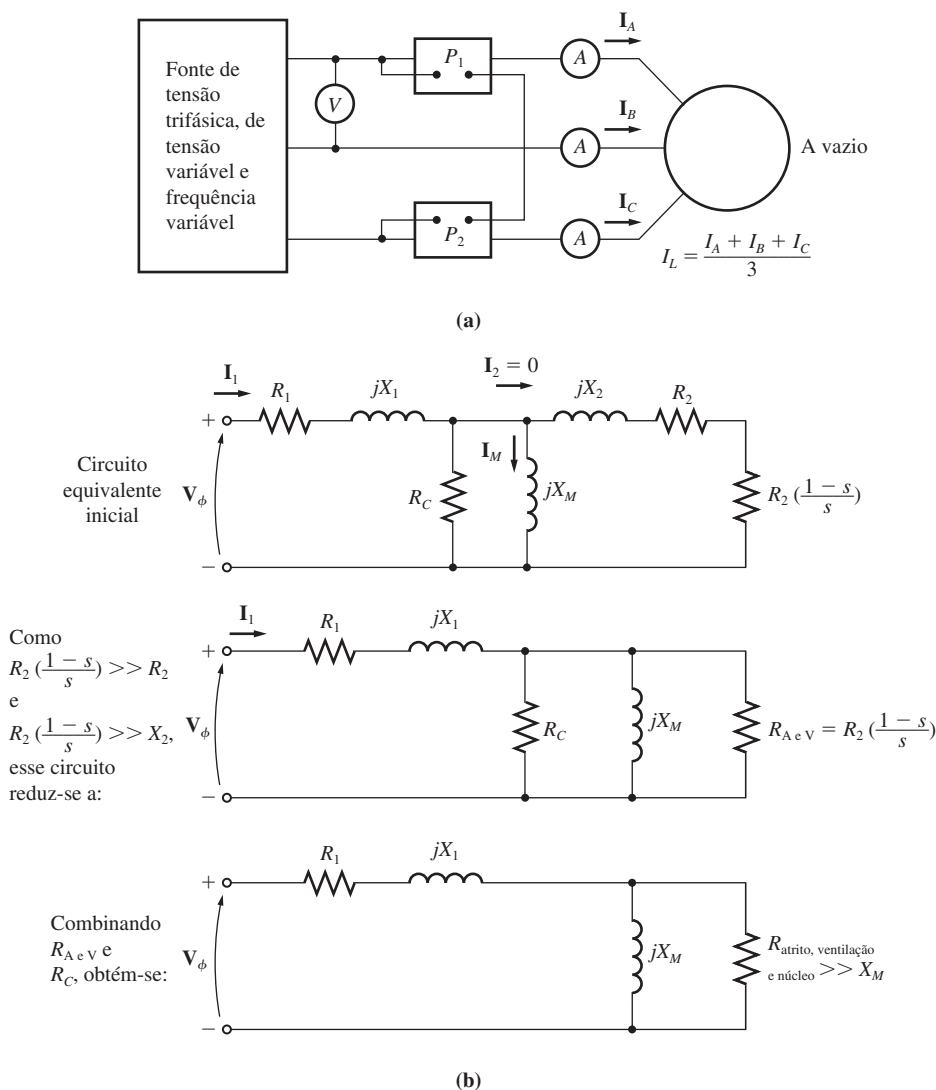 Fonte de
tensão
trifásica, de
tensão
variável e
frequência
variável
V
P1
P2
A
A
A
I_A
I_B
I_C
A vazio
I_L = (I_A + I_B + I_C)/3
(a)
Circuito
equivalente
inicial
I_1
R_1
jX_1
I_2 = 0
jX_2
R_2
+
V_ϕ
−
R_C
I_M
jX_M
R_2 ((1 − s)/s)
Como
R_2 ((1 − s)/s) >> R_2
e
R_2 ((1 − s)/s) >> X_2,
esse circuito
reduz-se a:
I_1
R_1
jX_1
+
V_ϕ
−
R_C
jX_M
R_A e V = R_2 ((1 − s)/s)
Combinando
R_A e V e
R_C, obtém-se:
R_1
jX_1
+
V_ϕ
−
jX_M
R_atrito, ventilação
e núcleo >> X_M
(b)